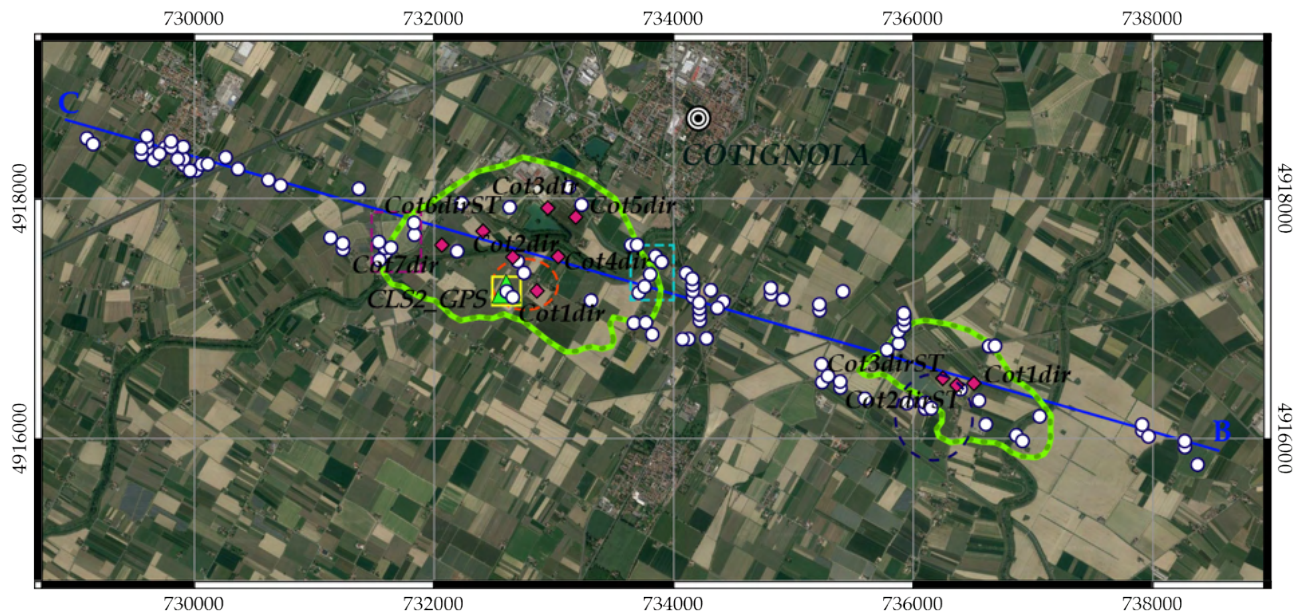 730000 732000 734000 736000 738000
C
COTIGNOLA
4918000 4918000
Cot3dir
Cot6dirST Cot5dir
Cot2dir
Cot7dir Cot4dir
CLS2_GPS
Cot1dir
Cot3dirST Cot1dir
Cot2dirST
B
4916000 4916000
730000 732000 734000 736000 738000